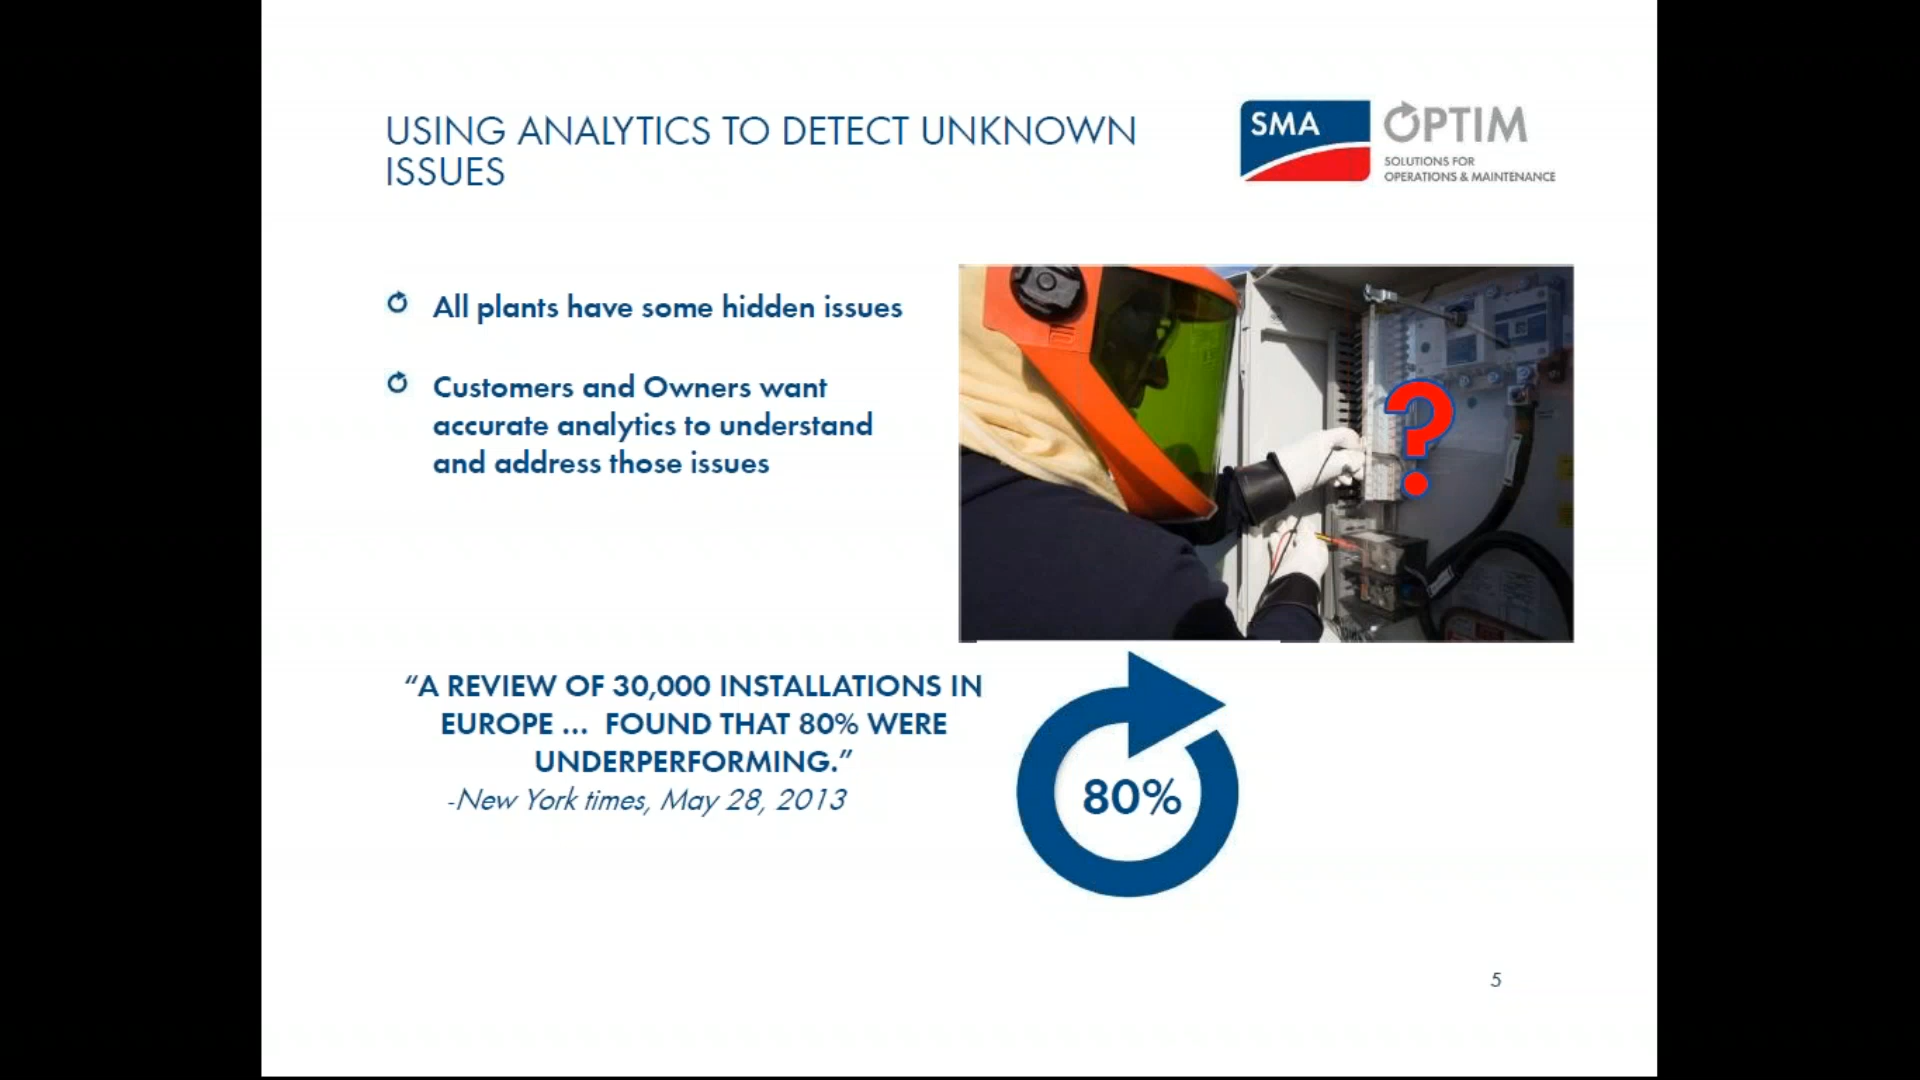 USING ANALYTICS TO DETECT UNKNOWN
ISSUES
SMA
OPTIM
SOLUTIONS FOR
OPERATIONS & MAINTENANCE
All plants have some hidden issues
Customers and Owners want
accurate analytics to understand
and address those issues
?
“A REVIEW OF 30,000 INSTALLATIONS IN
EUROPE ... FOUND THAT 80% WERE
UNDERPERFORMING.”
-New York times, May 28, 2013
80%
5